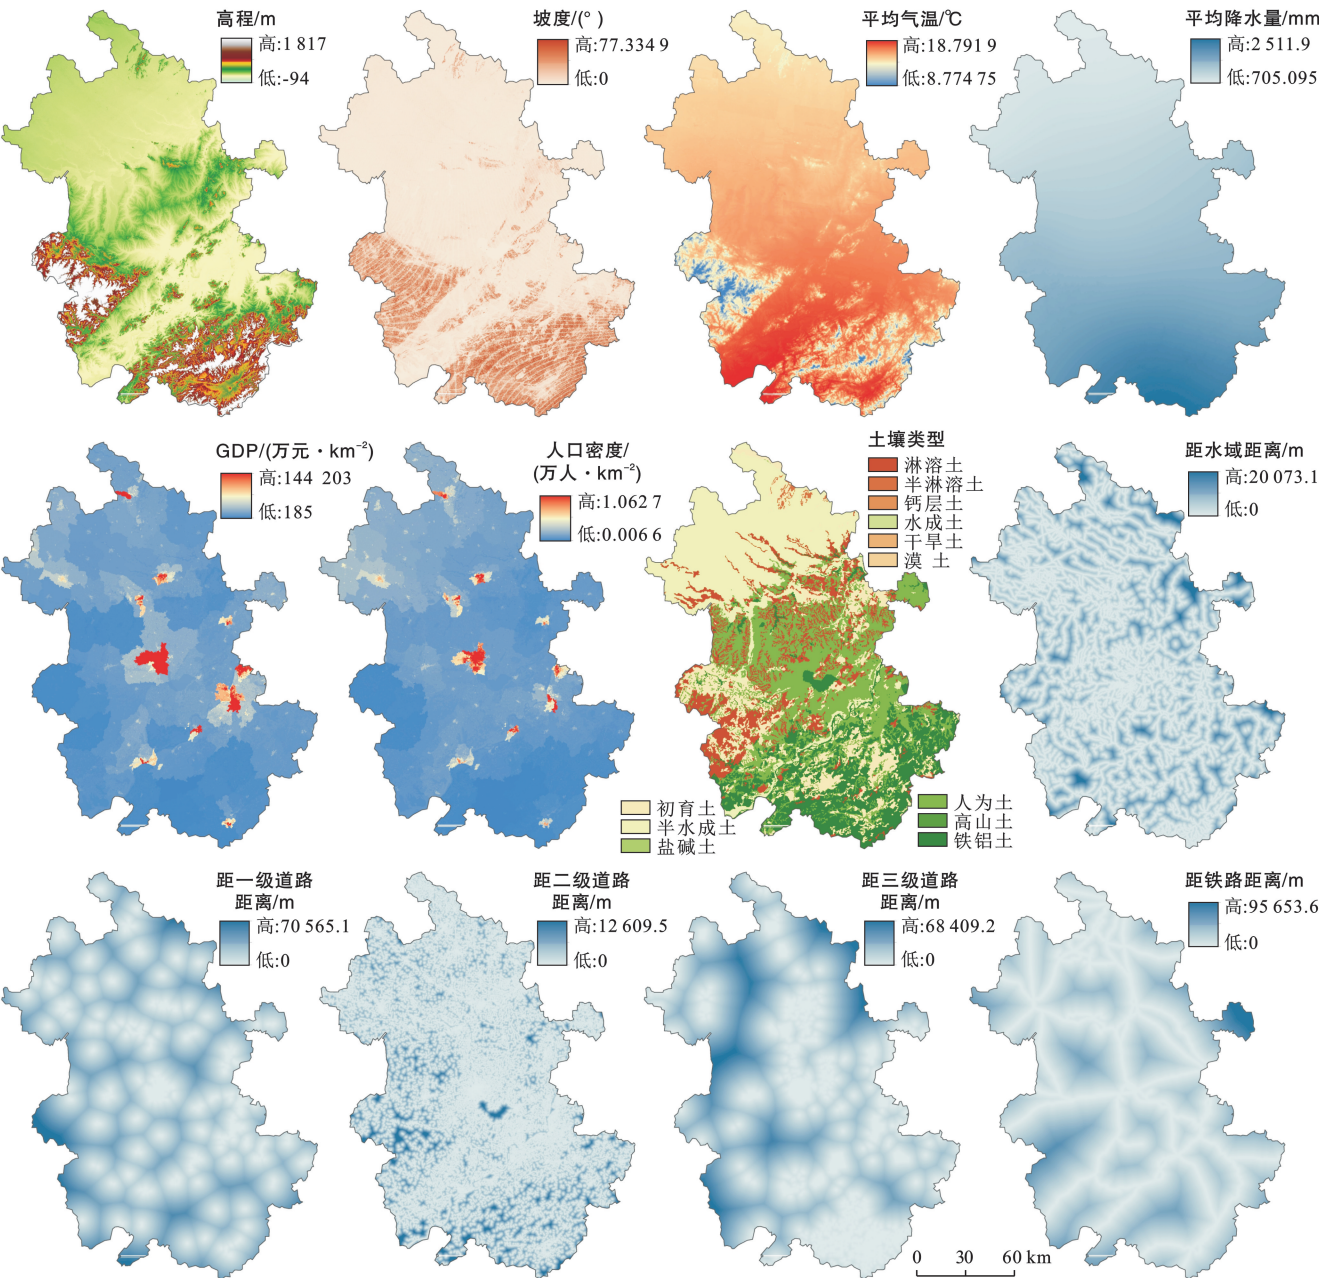 高程/m
高:1 817
低:-94
坡度/(° )
高:77.334 9
低:0
平均气温/℃
高:18.791 9
低:8.774 75
平均降水量/mm
高:2 511.9
低:705.095
GDP/(万元·km⁻²)
高:144 203
低:185
人口密度/
(万人·km⁻²)
高:1.062 7
低:0.006 6
土壤类型
淋溶土
半淋溶土
钙层土
水成土
干旱土
漠 土
初育土
半水成土
盐碱土
人为土
高山土
铁铝土
距水域距离/m
高:20 073.1
低:0
距一级道路
距离/m
高:70 565.1
低:0
距二级道路
距离/m
高:12 609.5
低:0
距三级道路
距离/m
高:68 409.2
低:0
距铁路距离/m
高:95 653.6
低:0
0 30 60 km